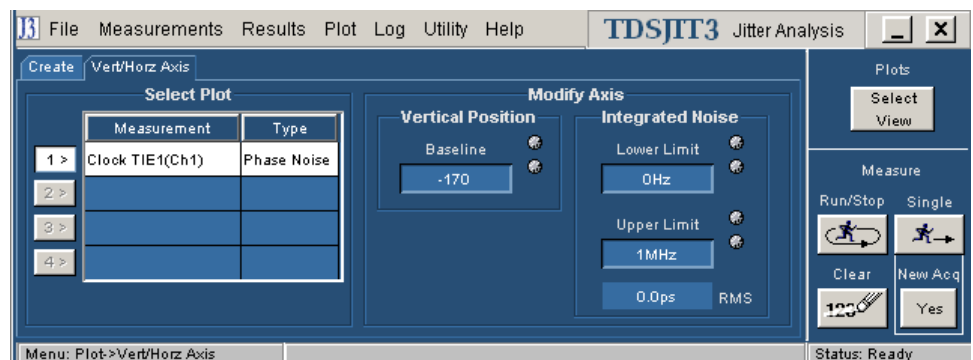 J3 File Measurements Results Plot Log Utility Help TDSJIT3 Jitter Analysis
Create Vert/Horz Axis
Select Plot
Measurement Type
1 > Clock TIE1(Ch1) Phase Noise
2 >
3 >
4 >
Modify Axis
Vertical Position
Baseline
-170
Integrated Noise
Lower Limit
0Hz
Upper Limit
1MHz
0.0ps RMS
Plots
Select
View
Measure
Run/Stop Single
Clear New Acq
123 Yes
Menu: Plot->Vert/Horz Axis Status: Ready